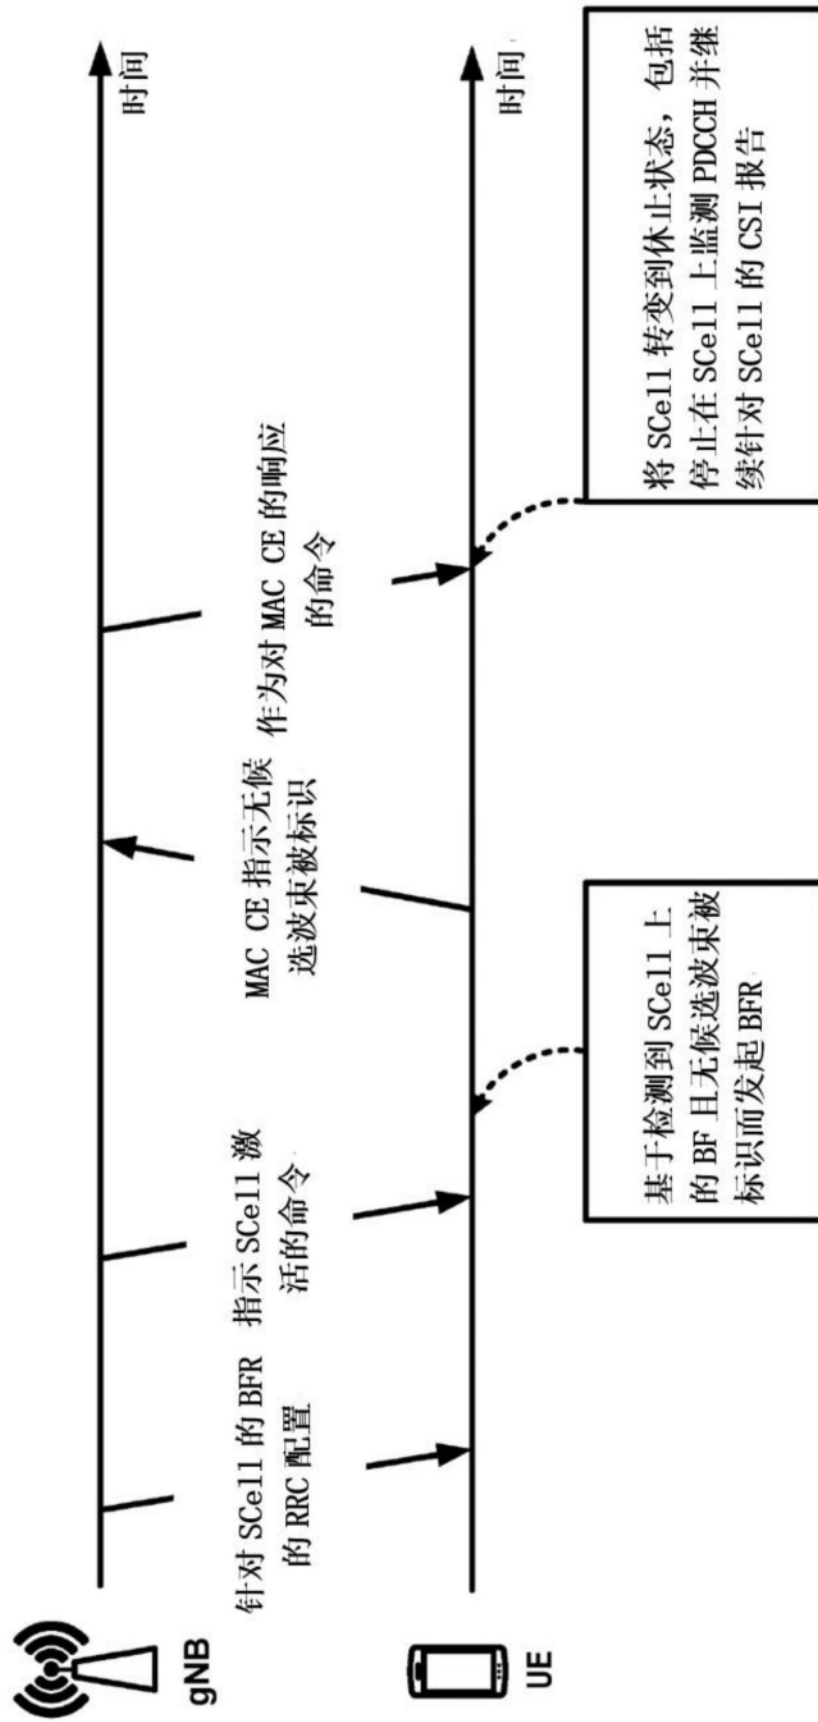 gNB
时间
针对 SCell 的 BFR
的 RRC 配置
指示 SCell 激
活的命令
MAC CE 指示无候
选波束被标识
作为对 MAC CE 的响应
的命令
UE
时间
基于检测到 SCell 上
的 BF 且无候选波束被
标识而发起 BFR
将 SCell 转变到休止状态，包括
停止在 SCell 上监测 PDCCH 并继
续针对 SCell 的 CSI 报告